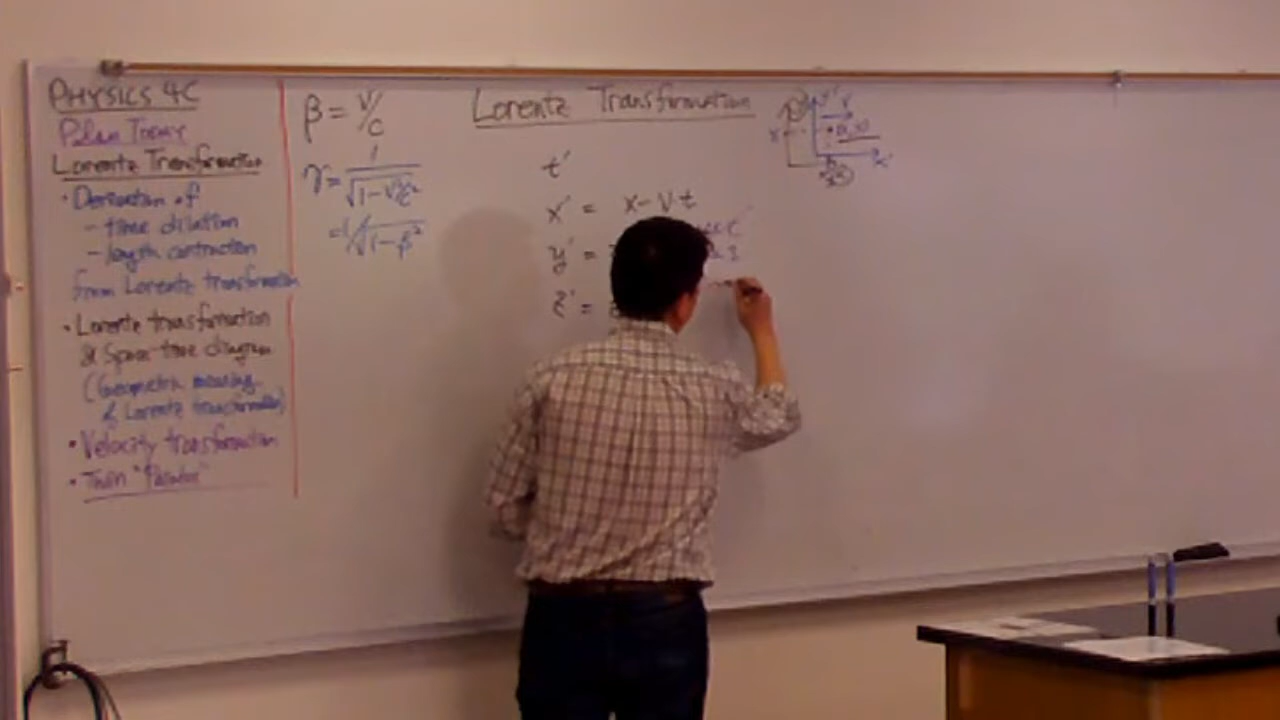 PHYSICS 4C
Plan Today
Lorentz Transformation
• Derivation of
- time dilation
- length contraction
from Lorentz transformation
• Lorentz transformation
& Space-time diagram
(Geometric meaning
of Lorentz transformation)
• Velocity transformation
• Twin "Paradox"
β = V/C
γ = 1/√1-V²/C²
= 1/√1-β²
Lorentz Transformation
t'
x' = x-Vt
y' =
z' =